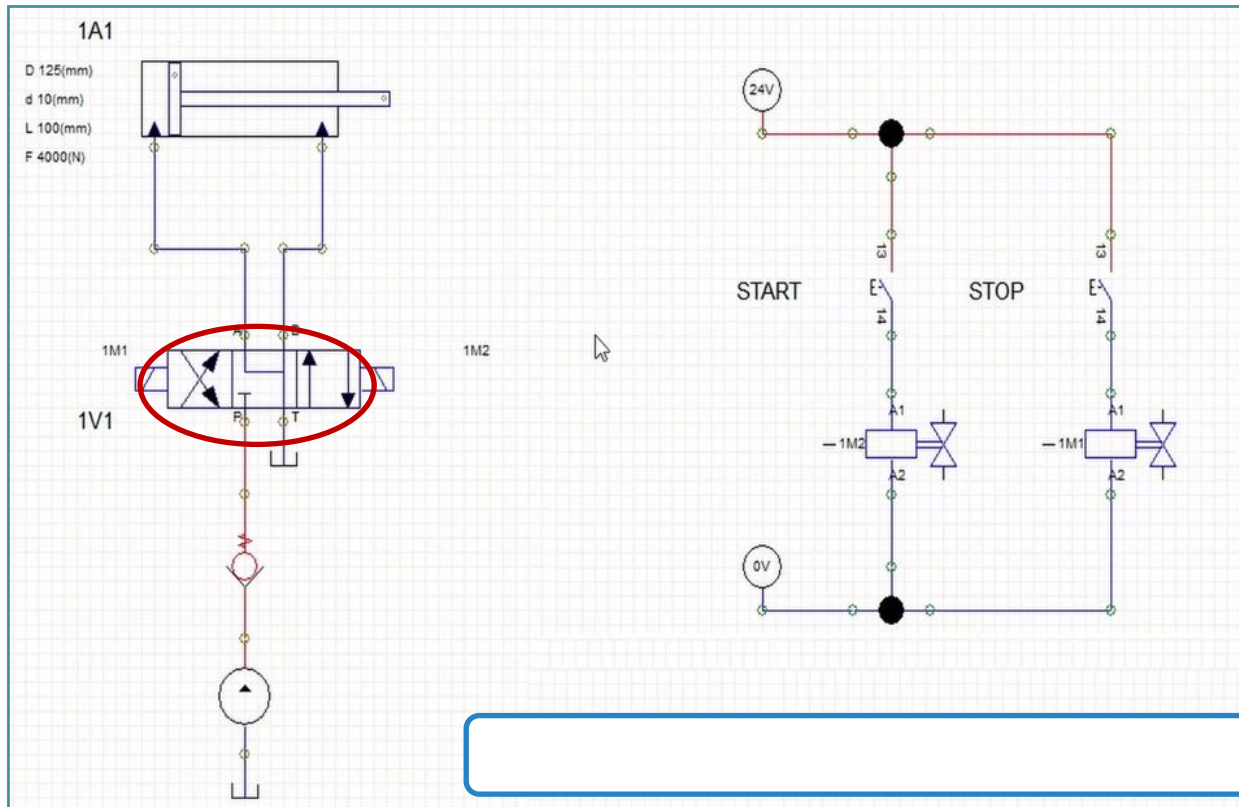 1A1
D 125(mm)
d 10(mm)
L 100(mm)
F 4000(N)
24V
13
13
START
E
STOP
E
14
14
A
B
1M1
1M2
P
T
1V1
A1
A1
— 1M2
— 1M1
A2
A2
0V